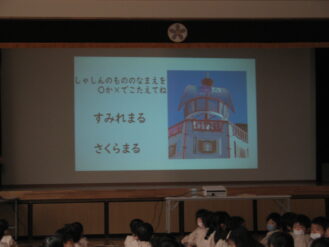 しゃしんのもののなまえを
〇か×でこたえてね
すみれまる
さくらまる